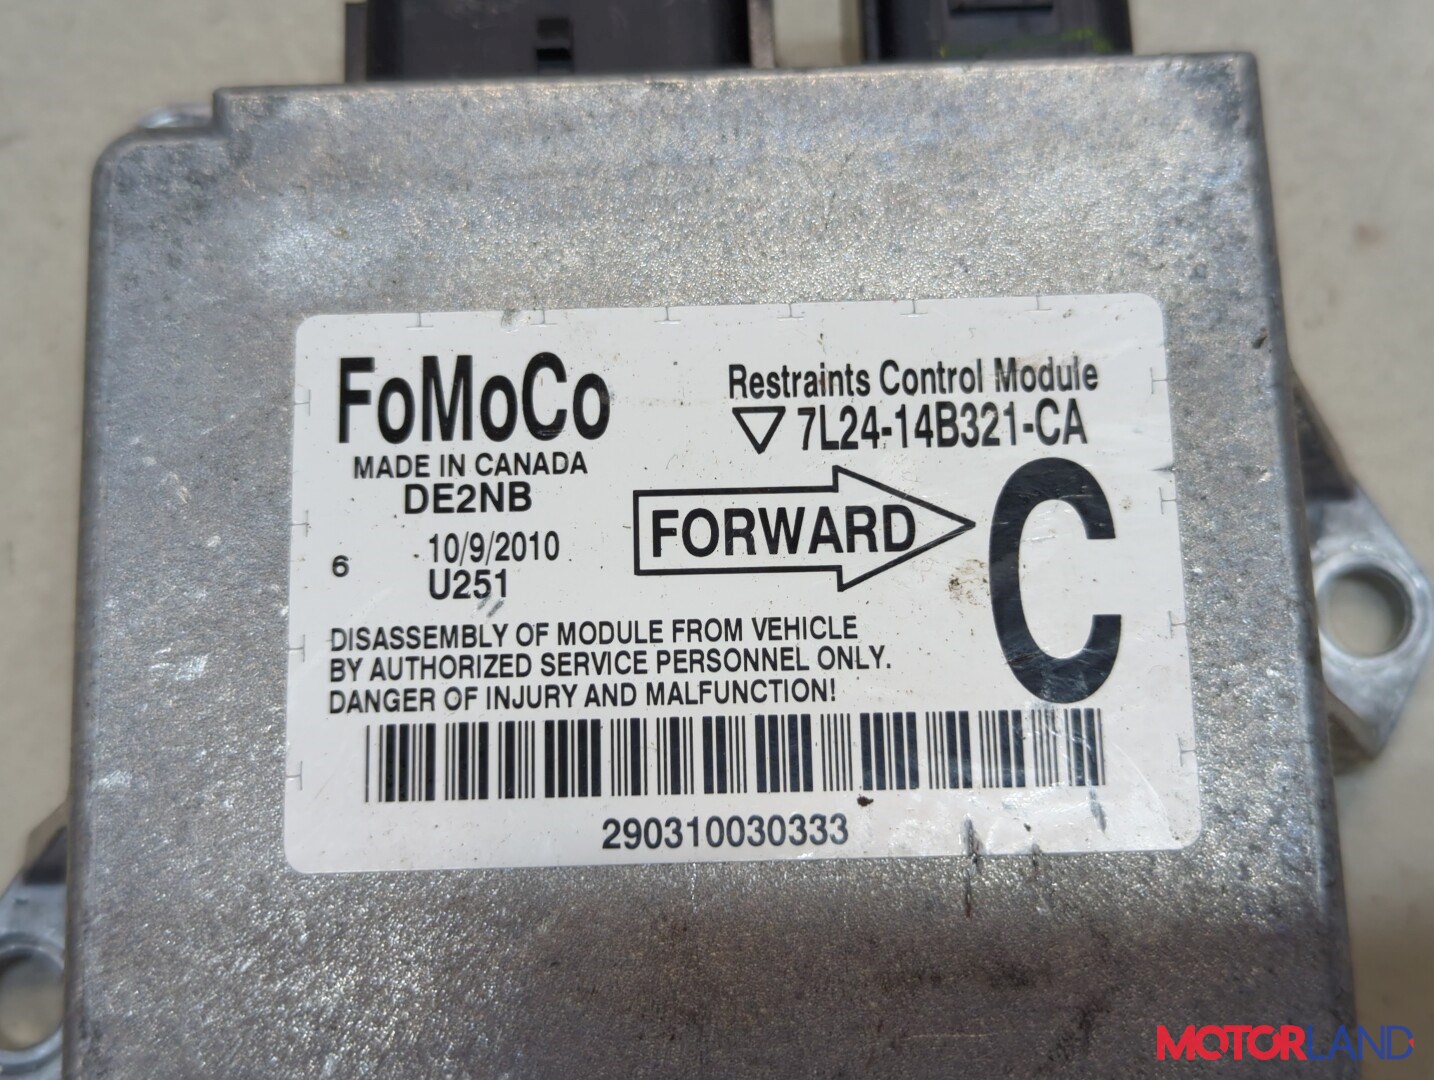 FoMoCo
MADE IN CANADA
DE2NB
6 10/9/2010
U251
Restraints Control Module
7L24-14B321-CA
FORWARD
C
DISASSEMBLY OF MODULE FROM VEHICLE
BY AUTHORIZED SERVICE PERSONNEL ONLY.
DANGER OF INJURY AND MALFUNCTION!
290310030333
MOTORLAND